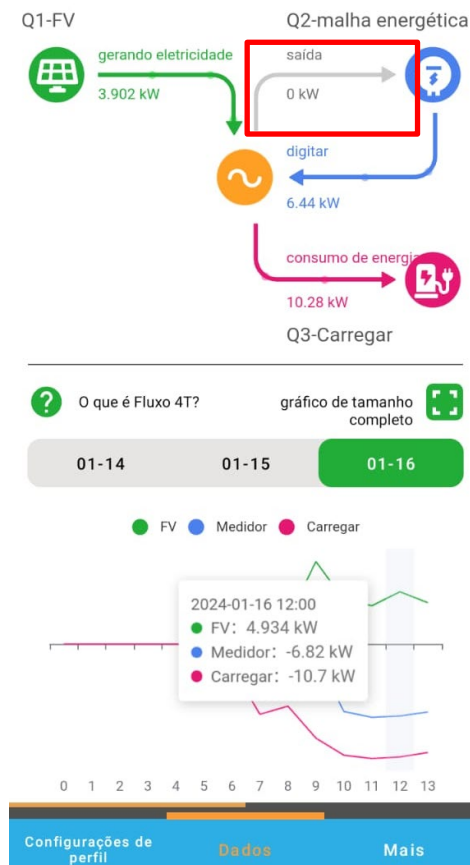 Q1-FV
Q2-malha energética
gerando eletricidade
saída
3.902 kW
0 kW
digitar
6.44 kW
consumo de energi
10.28 kW
Q3-Carregar
O que é Fluxo 4T?
gráfico de tamanho
completo
01-14
01-15
01-16
FV
Medidor
Carregar
2024-01-16 12:00
FV: 4.934 kW
Medidor: -6.82 kW
Carregar: -10.7 kW
0 1 2 3 4 5 6 7 8 9 10 11 12 13
Configurações de
perfil
Dados
Mais